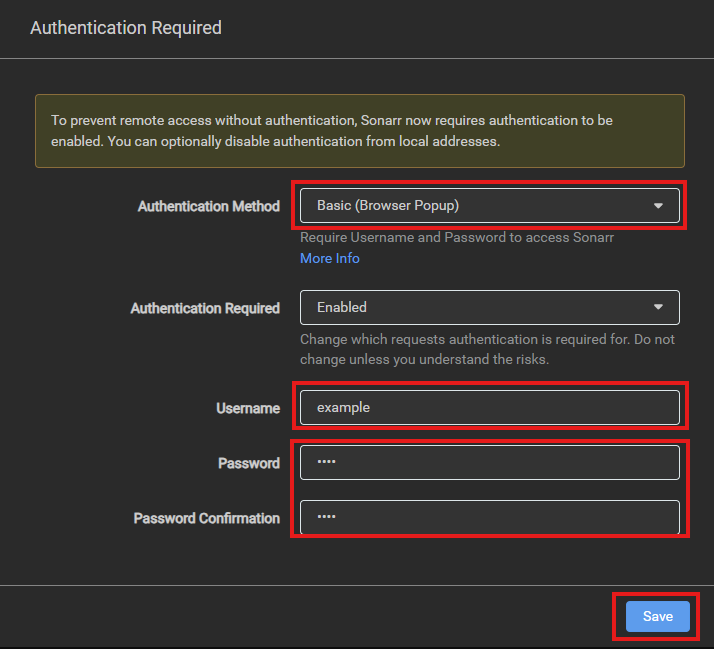 Authentication Required
To prevent remote access without authentication, Sonarr now requires authentication to be
enabled. You can optionally disable authentication from local addresses.
Authentication Method
Basic (Browser Popup)
Require Username and Password to access Sonarr
More Info
Authentication Required
Enabled
Change which requests authentication is required for. Do not
change unless you understand the risks.
Username
example
Password
••••
Password Confirmation
••••
Save